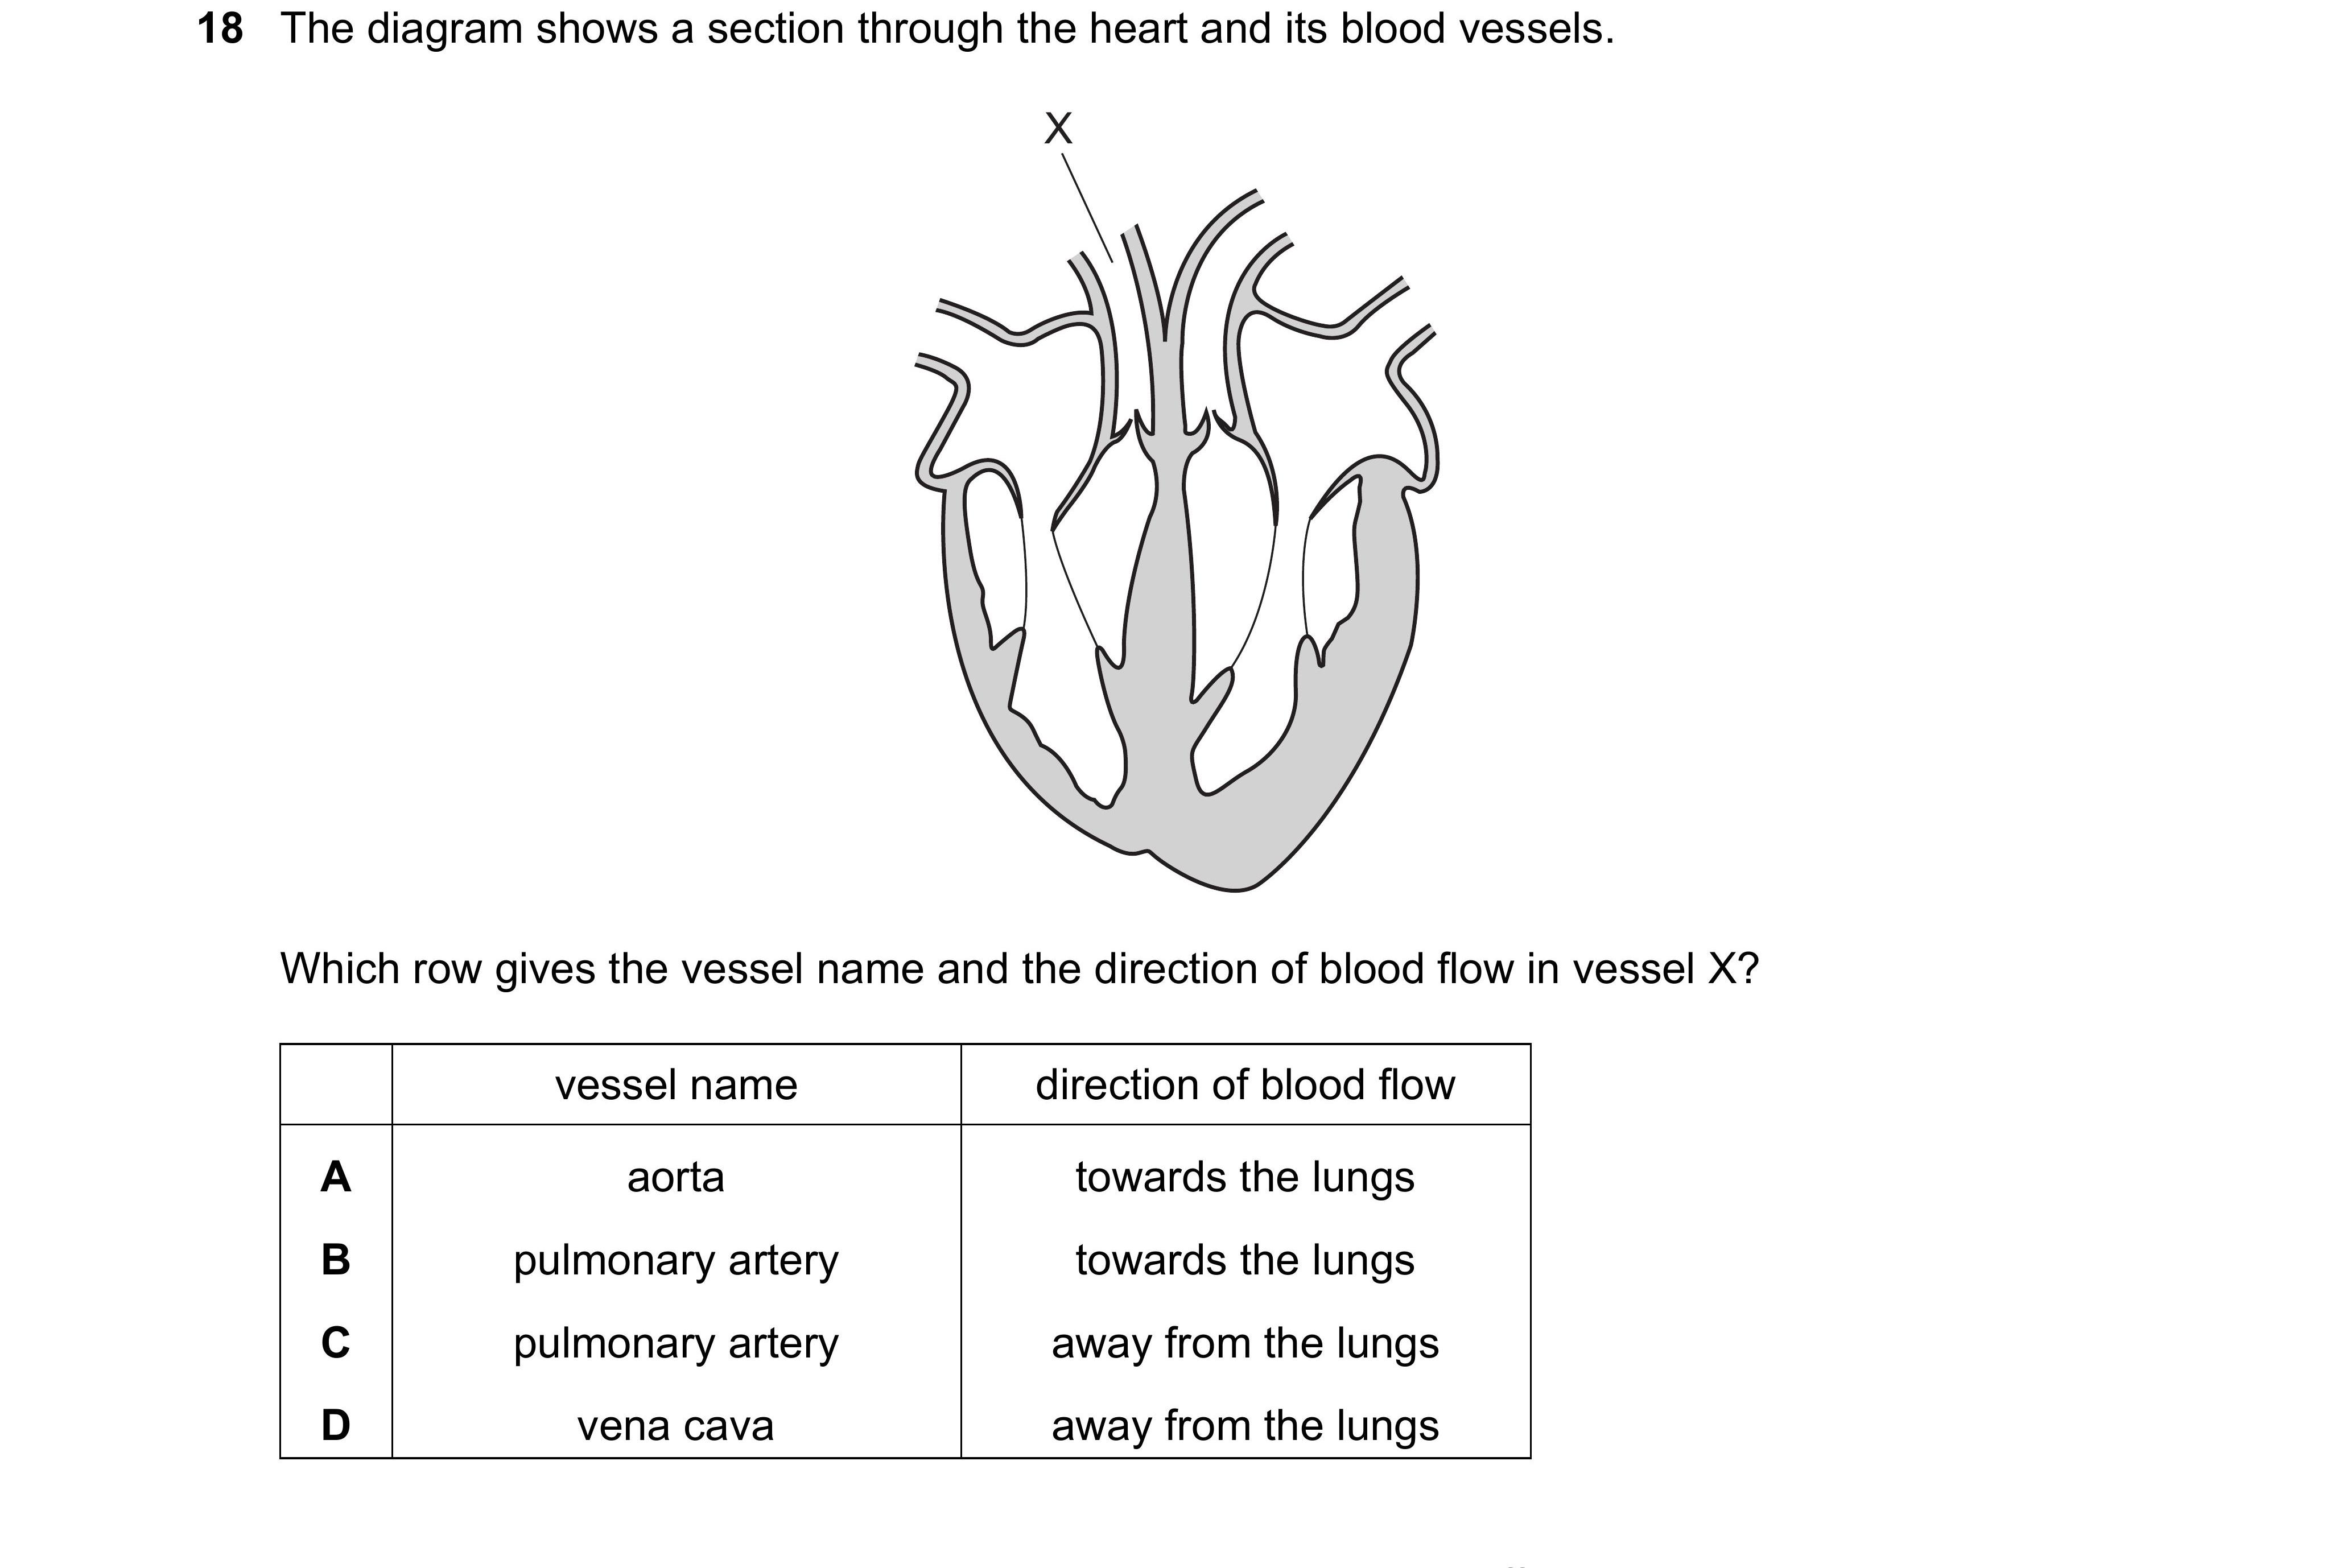 18 The diagram shows a section through the heart and its blood vessels.
X
Which row gives the vessel name and the direction of blood flow in vessel X?
vessel name direction of blood flow
A aorta towards the lungs
B pulmonary artery towards the lungs
C pulmonary artery away from the lungs
D vena cava away from the lungs